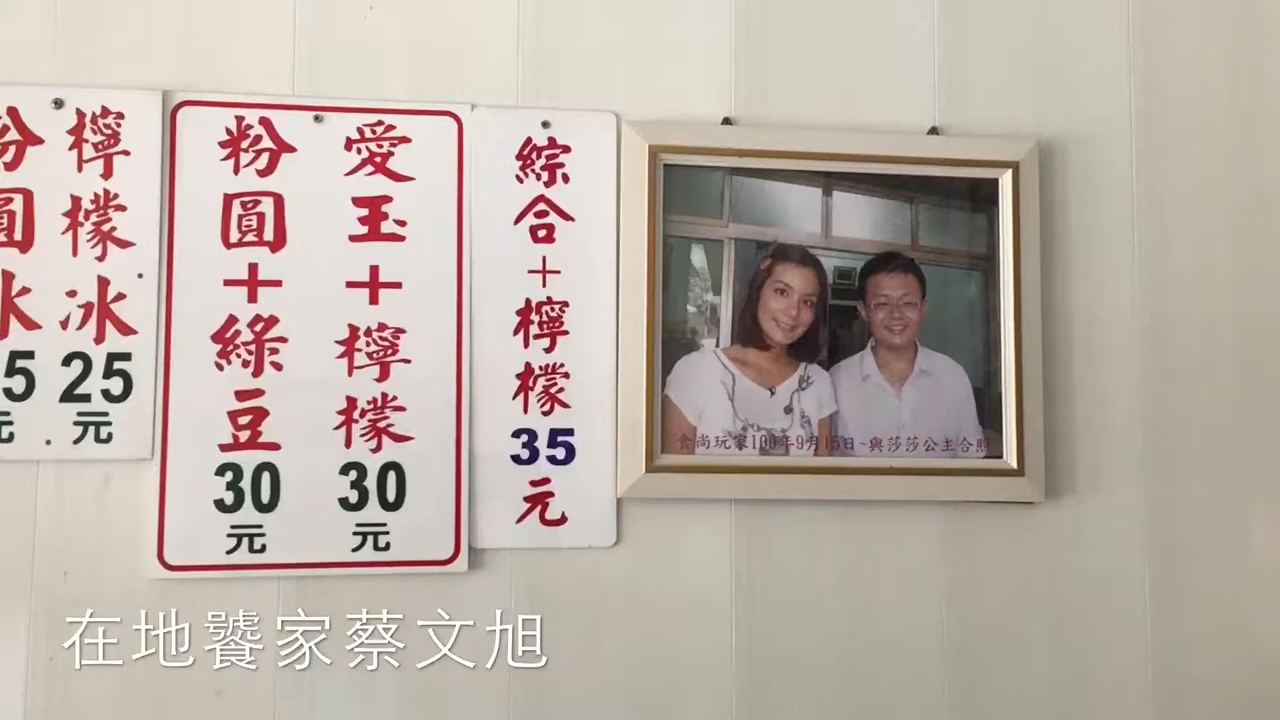 檸檬冰
25
元
粉圓冰
5
元
愛玉+檸檬
30
元
粉圓+綠豆
30
元
綜合+檸檬
35
元
食尚玩家100年9月15日~與莎莎公主合照
在地饕家蔡文旭